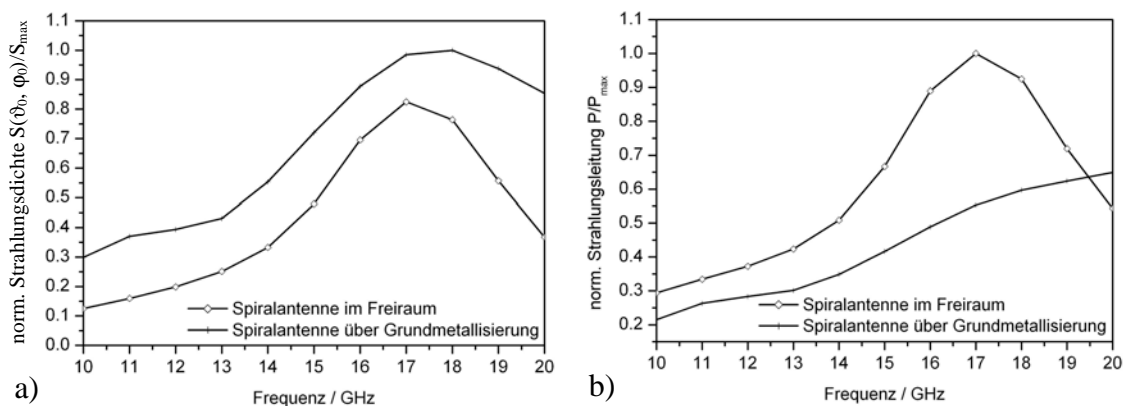 norm. Strahlungsdichte S(ϑ₀, φ₀)/Sₘₐₓ
1.1
1.0
0.9
0.8
0.7
0.6
0.5
0.4
0.3
0.2
0.1
0.0
Spiralantenne im Freiraum
Spiralantenne über Grundmetallisierung
10 11 12 13 14 15 16 17 18 19 20
Frequenz / GHz
a)
norm. Strahlungsleitung P/Pₘₐₓ
1.1
1.0
0.9
0.8
0.7
0.6
0.5
0.4
0.3
0.2
Spiralantenne im Freiraum
Spiralantenne über Grundmetallisierung
10 11 12 13 14 15 16 17 18 19 20
Frequenz / GHz
b)